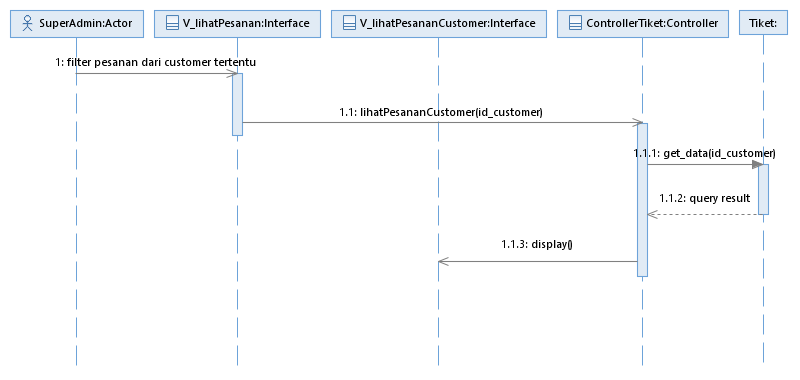 SuperAdmin:Actor
V_lihatPesanan:Interface
V_lihatPesananCustomer:Interface
ControllerTiket:Controller
Tiket:
1: filter pesanan dari customer tertentu
1.1: lihatPesananCustomer(id_customer)
1.1.1: get_data(id_customer)
1.1.2: query result
1.1.3: display()